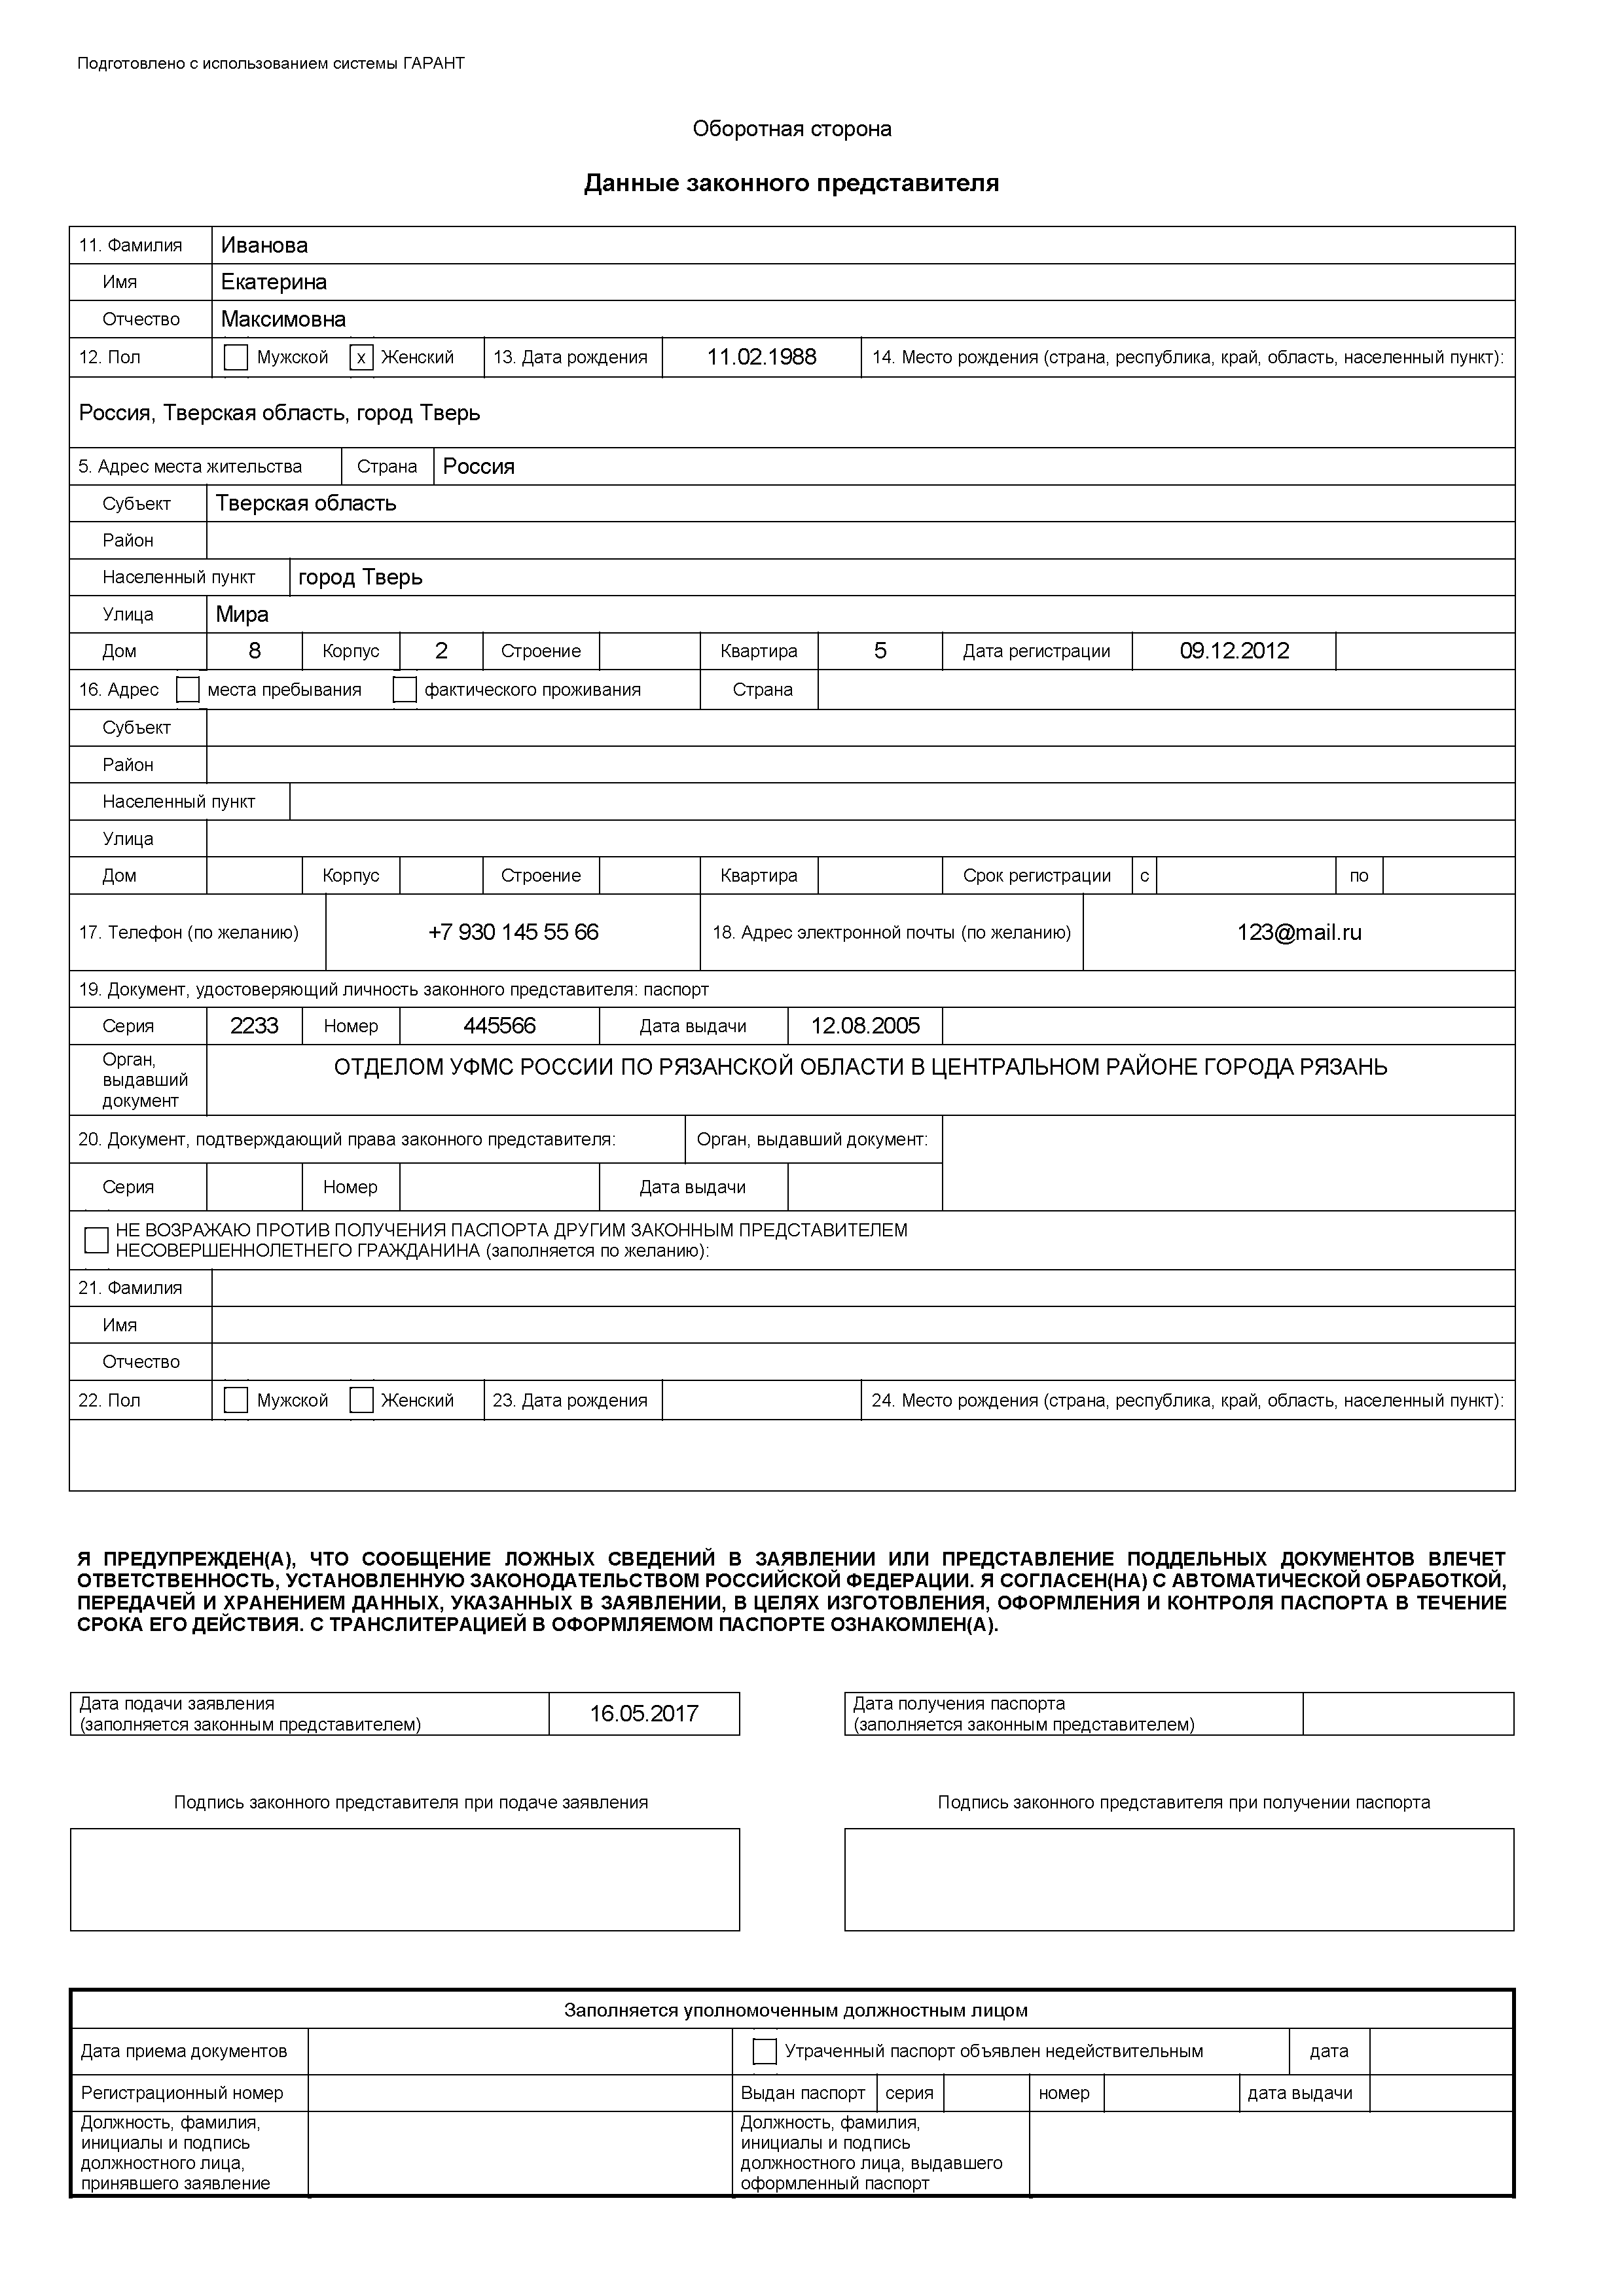 Подготовлено с использованием системы ГАРАНТ
Оборотная сторона
Данные законного представителя
11. Фамилия Иванова
Имя Екатерина
Отчество Максимовна
12. Пол Мужской x Женский 13. Дата рождения 11.02.1988 14. Место рождения (страна, республика, край, область, населенный пункт):
Россия, Тверская область, город Тверь
5. Адрес места жительства Страна Россия
Субъект Тверская область
Район
Населенный пункт город Тверь
Улица Мира
Дом 8 Корпус 2 Строение Квартира 5 Дата регистрации 09.12.2012
16. Адрес места пребывания фактического проживания Страна
Субъект
Район
Населенный пункт
Улица
Дом Корпус Строение Квартира Срок регистрации с по
17. Телефон (по желанию) +7 930 145 55 66 18. Адрес электронной почты (по желанию) 123@mail.ru
19. Документ, удостоверяющий личность законного представителя: паспорт
Серия 2233 Номер 445566 Дата выдачи 12.08.2005
Орган,
выдавший
документ
ОТДЕЛОМ УФМС РОССИИ ПО РЯЗАНСКОЙ ОБЛАСТИ В ЦЕНТРАЛЬНОМ РАЙОНЕ ГОРОДА РЯЗАНЬ
20. Документ, подтверждающий права законного представителя: Орган, выдавший документ:
Серия Номер Дата выдачи
НЕ ВОЗРАЖАЮ ПРОТИВ ПОЛУЧЕНИЯ ПАСПОРТА ДРУГИМ ЗАКОННЫМ ПРЕДСТАВИТЕЛЕМ
НЕСОВЕРШЕННОЛЕТНЕГО ГРАЖДАНИНА (заполняется по желанию):
21. Фамилия
Имя
Отчество
22. Пол Мужской Женский 23. Дата рождения 24. Место рождения (страна, республика, край, область, населенный пункт):
Я ПРЕДУПРЕЖДЕН(А), ЧТО СООБЩЕНИЕ ЛОЖНЫХ СВЕДЕНИЙ В ЗАЯВЛЕНИИ ИЛИ ПРЕДСТАВЛЕНИЕ ПОДДЕЛЬНЫХ ДОКУМЕНТОВ ВЛЕЧЕТ
ОТВЕТСТВЕННОСТЬ, УСТАНОВЛЕННУЮ ЗАКОНОДАТЕЛЬСТВОМ РОССИЙСКОЙ ФЕДЕРАЦИИ. Я СОГЛАСЕН(НА) С АВТОМАТИЧЕСКОЙ ОБРАБОТКОЙ,
ПЕРЕДАЧЕЙ И ХРАНЕНИЕМ ДАННЫХ, УКАЗАННЫХ В ЗАЯВЛЕНИИ, В ЦЕЛЯХ ИЗГОТОВЛЕНИЯ, ОФОРМЛЕНИЯ И КОНТРОЛЯ ПАСПОРТА В ТЕЧЕНИЕ
СРОКА ЕГО ДЕЙСТВИЯ. С ТРАНСЛИТЕРАЦИЕЙ В ОФОРМЛЯЕМОМ ПАСПОРТЕ ОЗНАКОМЛЕН(А).
Дата подачи заявления
(заполняется законным представителем)
16.05.2017
Дата получения паспорта
(заполняется законным представителем)
Подпись законного представителя при подаче заявления
Подпись законного представителя при получении паспорта
Заполняется уполномоченным должностным лицом
Дата приема документов Утраченный паспорт объявлен недействительным дата
Регистрационный номер Выдан паспорт серия номер дата выдачи
Должность, фамилия,
инициалы и подпись
должностного лица,
принявшего заявление
Должность, фамилия,
инициалы и подпись
должностного лица, выдавшего
оформленный паспорт